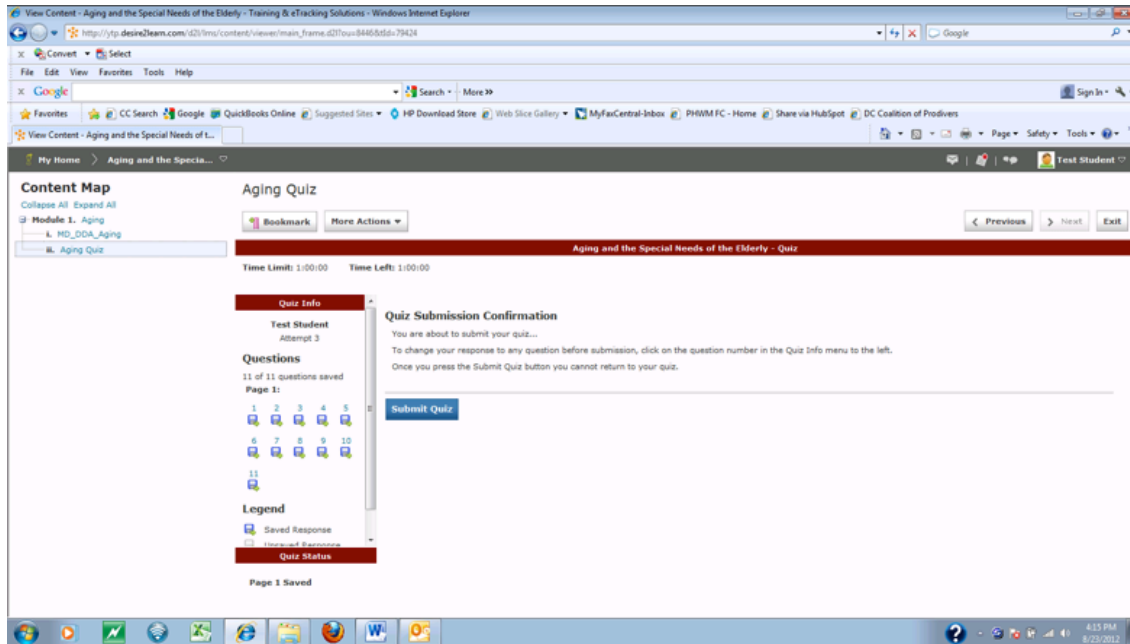 View Content - Aging and the Special Needs of the Elderly - Training & eTracking Solutions - Windows Internet Explorer
Google
Convert Select
File Edit View Favorites Tools Help
Google Search More >> Sign In
Favorites CC Search Google QuickBooks Online Suggested Sites HP Download Store Web Slice Gallery MyFaxCentral-Inbox PHWM FC - Home Share via HubSpot DC Coalition of Prodivers
View Content - Aging and the Special Needs of t... Page Safety Tools
My Home Aging and the Specia... Test Student
Content Map
Collapse All Expand All
Module 1. Aging
i. MD_DDA_Aging
ii. Aging Quiz
Aging Quiz
Bookmark More Actions Previous Next Exit
Aging and the Special Needs of the Elderly - Quiz
Time Limit: 1:00:00 Time Left: 1:00:00
Quiz Info
Test Student
Attempt 3
Questions
11 of 11 questions saved
Page 1:
1 2 3 4 5
6 7 8 9 10
11
Legend
Saved Response
Unsaved Response
Quiz Status
Page 1 Saved
Quiz Submission Confirmation
You are about to submit your quiz...
To change your response to any question before submission, click on the question number in the Quiz Info menu to the left.
Once you press the Submit Quiz button you cannot return to your quiz.
Submit Quiz
4:15 PM
8/23/2012